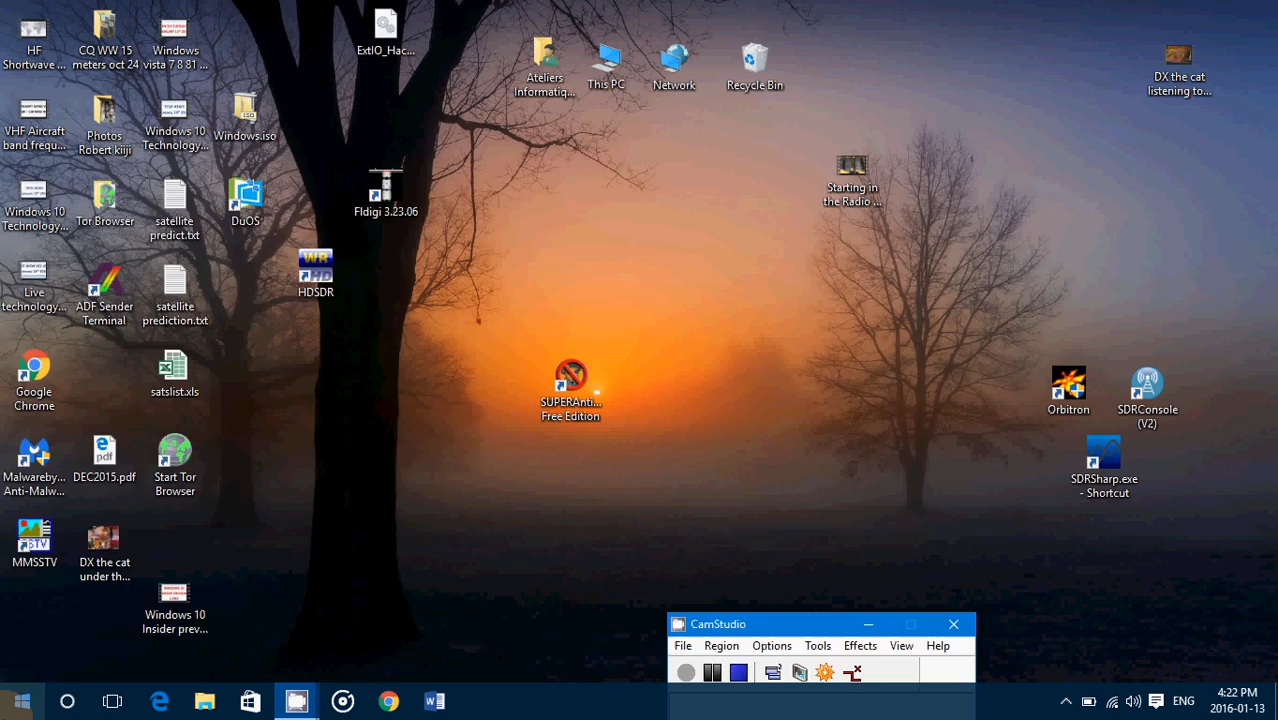 HF
Shortwave ...
CQ WW 15
meters oct 24
Windows
vista 7 8 81 ...
ExtIO_Hac...
Ateliers
Informatiq...
This PC
Network
Recycle Bin
DX the cat
listening to...
VHF Aircraft
band frequ...
Photos
Robert kiiji
Windows 10
Technology...
Windows.iso
Starting in
the Radio ...
Windows 10
Technology...
Tor Browser
satellite
predict.txt
DuOS
Fldigi 3.23.06
Live
technology...
ADF Sender
Terminal
satellite
prediction.txt
HDSDR
Google
Chrome
satslist.xls
SUPERAnti...
Free Edition
Orbitron
SDRConsole
(V2)
Malwareby...
Anti-Malw...
DEC2015.pdf
Start Tor
Browser
SDRSharp.exe
- Shortcut
MMSSTV
DX the cat
under th...
Windows 10
Insider prev...
CamStudio
File Region Options Tools Effects View Help
ENG
4:22 PM
2016-01-13